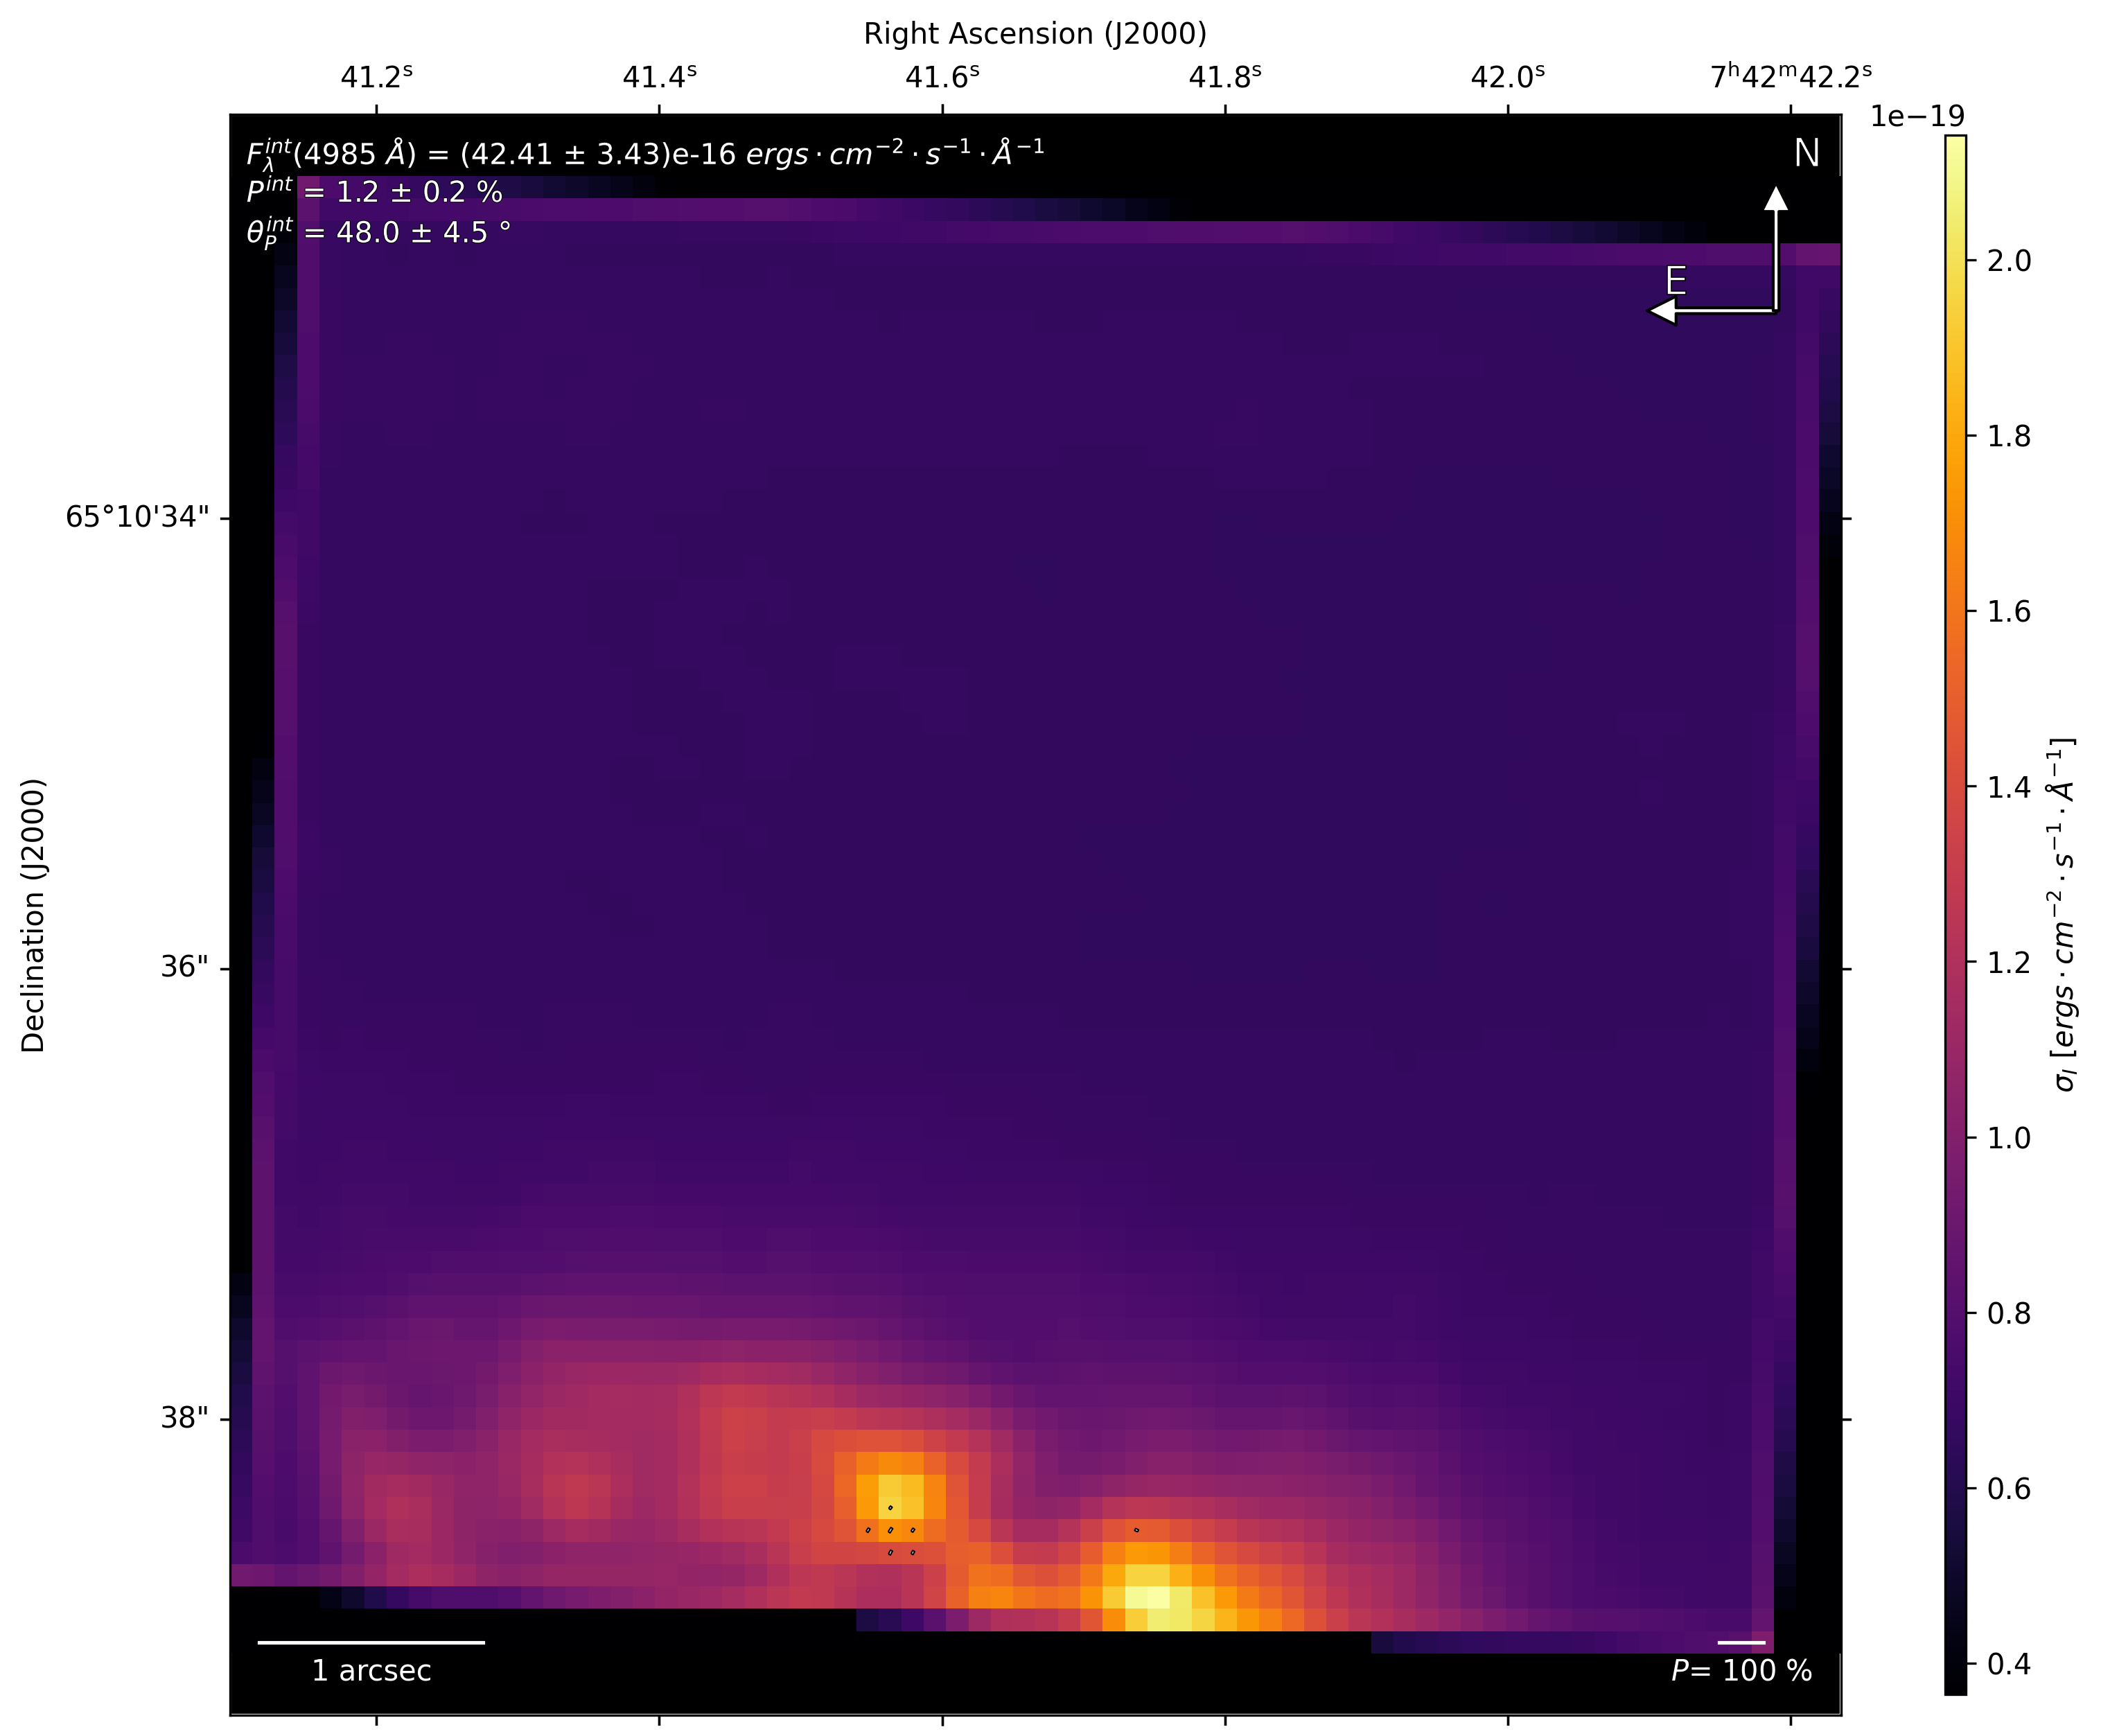 Right Ascension (J2000)
41.2ˢ 41.4ˢ 41.6ˢ 41.8ˢ 42.0ˢ 7ʰ42ᵐ42.2ˢ
1e−19
F_λ^int(4985 Å) = (42.41 ± 3.43)e-16 ergs · cm⁻² · s⁻¹ · Å⁻¹
P^int = 1.2 ± 0.2 %
θ_P^int = 48.0 ± 4.5 °
N
E
65°10'34"
36"
38"
Declination (J2000)
1 arcsec
P= 100 %
2.0
1.8
1.6
1.4
1.2
1.0
0.8
0.6
0.4
σ_I [ergs · cm⁻² · s⁻¹ · Å⁻¹]